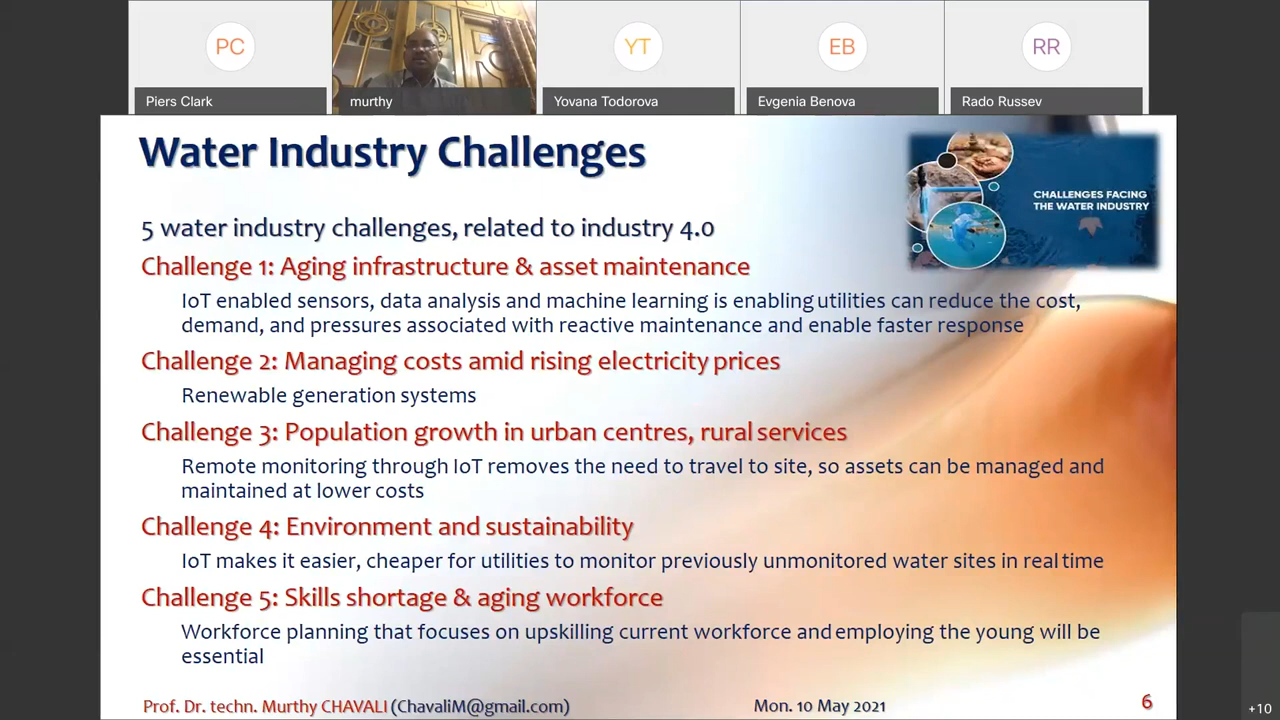 PC
YT
EB
RR
Piers Clark
murthy
Yovana Todorova
Evgenia Benova
Rado Russev
Water Industry Challenges
CHALLENGES FACING
THE WATER INDUSTRY
5 water industry challenges, related to industry 4.0
Challenge 1: Aging infrastructure & asset maintenance
IoT enabled sensors, data analysis and machine learning is enabling utilities can reduce the cost,
demand, and pressures associated with reactive maintenance and enable faster response
Challenge 2: Managing costs amid rising electricity prices
Renewable generation systems
Challenge 3: Population growth in urban centres, rural services
Remote monitoring through IoT removes the need to travel to site, so assets can be managed and
maintained at lower costs
Challenge 4: Environment and sustainability
IoT makes it easier, cheaper for utilities to monitor previously unmonitored water sites in real time
Challenge 5: Skills shortage & aging workforce
Workforce planning that focuses on upskilling current workforce and employing the young will be
essential
Prof. Dr. techn. Murthy CHAVALI (ChavaliM@gmail.com)
Mon. 10 May 2021
6
+10